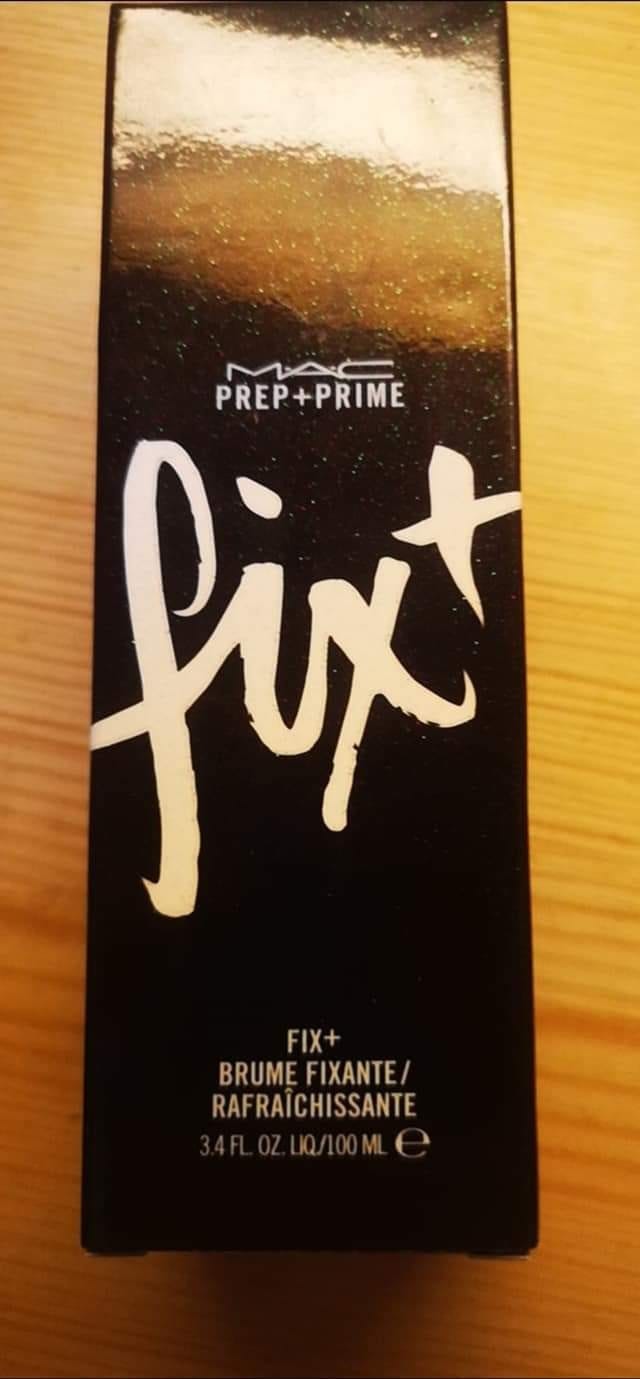 MAC
PREP+PRIME
fix+
FIX+
BRUME FIXANTE/
RAFRAÎCHISSANTE
3.4 FL. OZ. LIQ/100 ML ℮